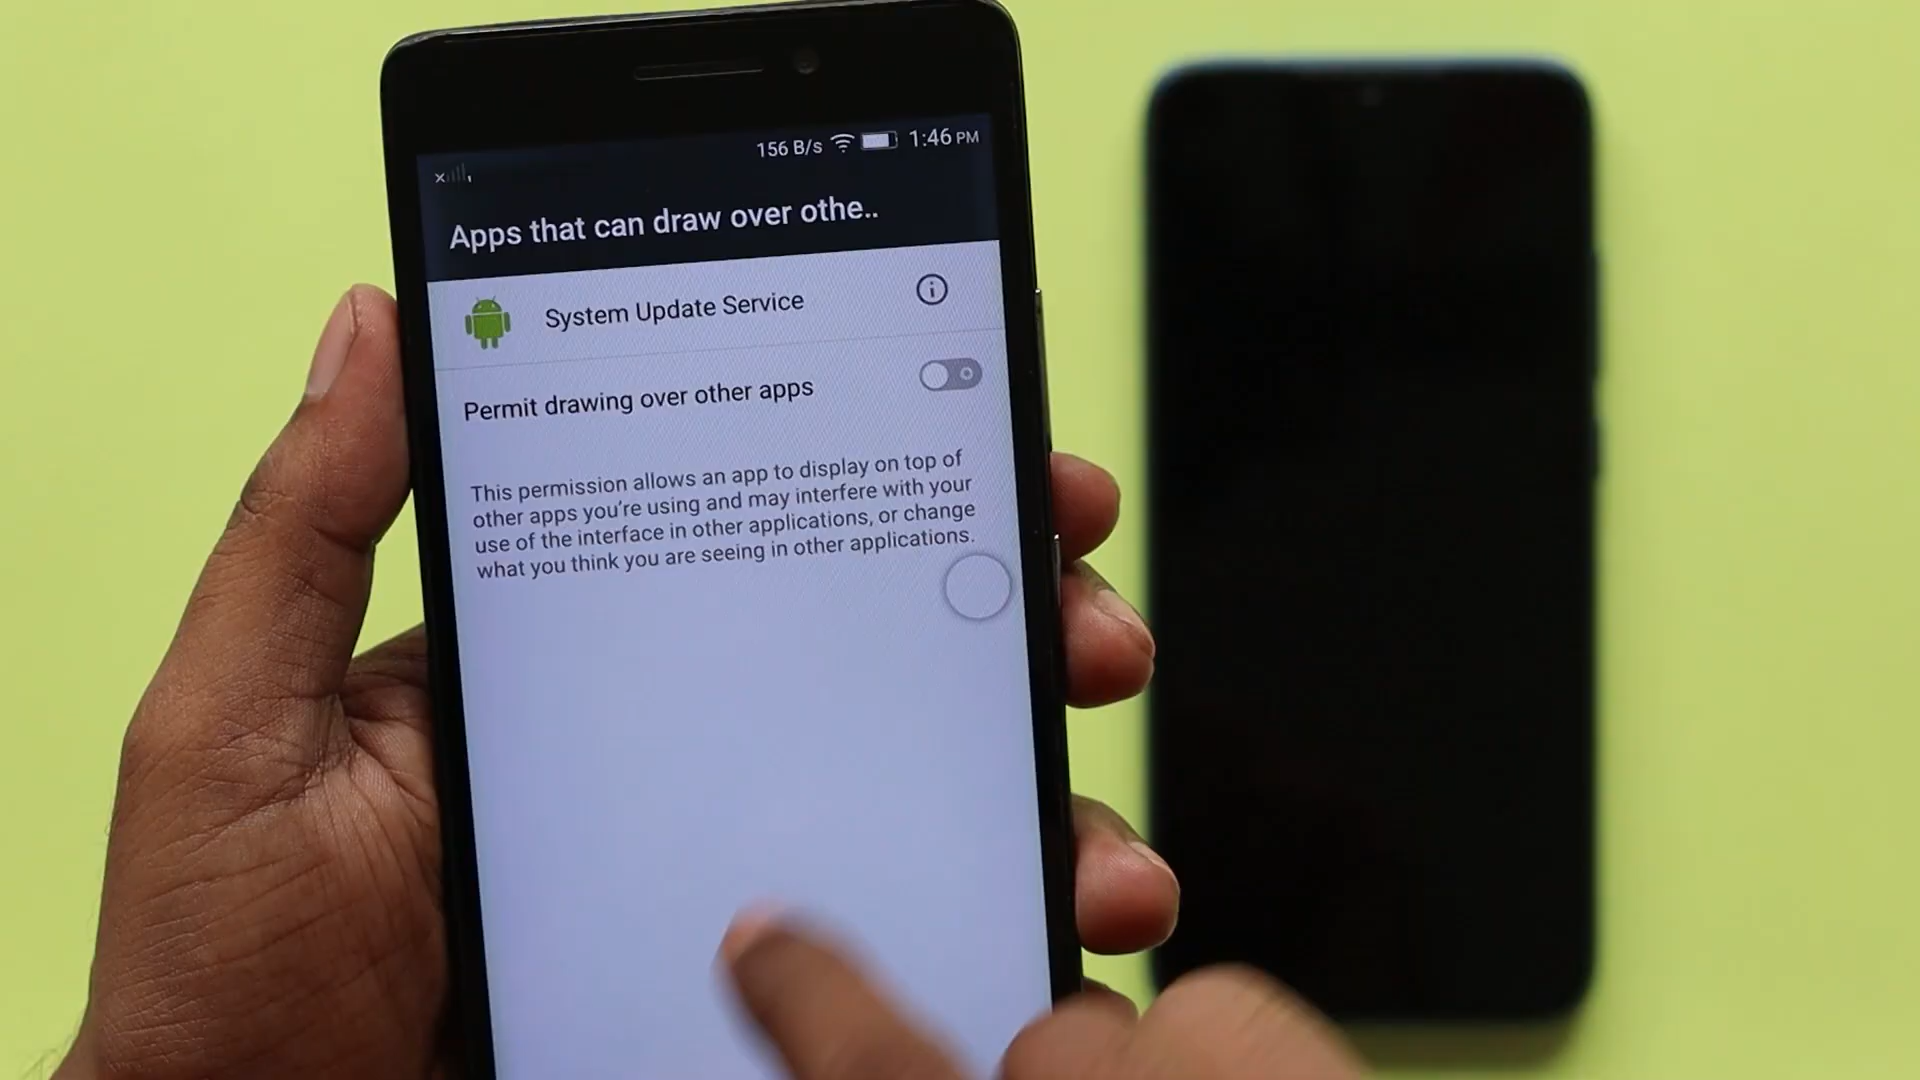 156 B/s 1:46 PM
Apps that can draw over othe..
System Update Service
Permit drawing over other apps
This permission allows an app to display on top of
other apps you're using and may interfere with your
use of the interface in other applications, or change
what you think you are seeing in other applications.